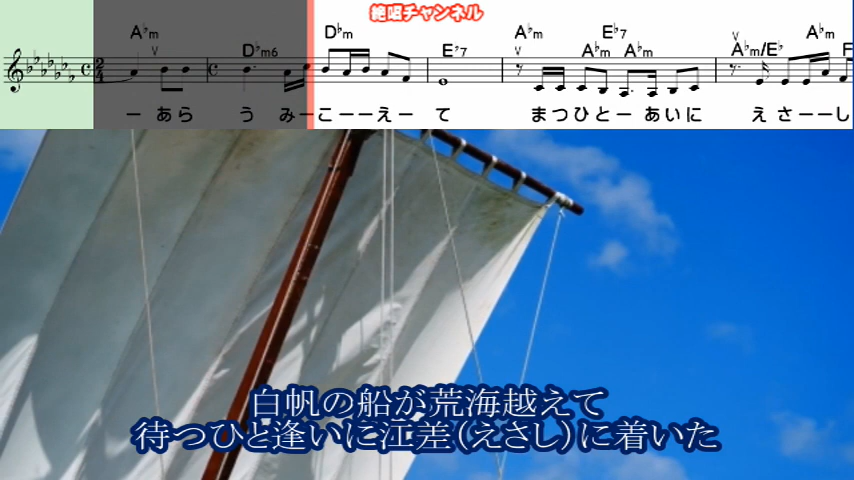 絶唱チャンネル
A♭m D♭m6 D♭m E♭7 A♭m A♭m E♭7 A♭m A♭m/E♭ A♭m F
ー あら う みーこーーえー て まつひとー あいに えさーーし
白帆の船が荒海越えて
待つひと逢いに江差(えさし)に着いた